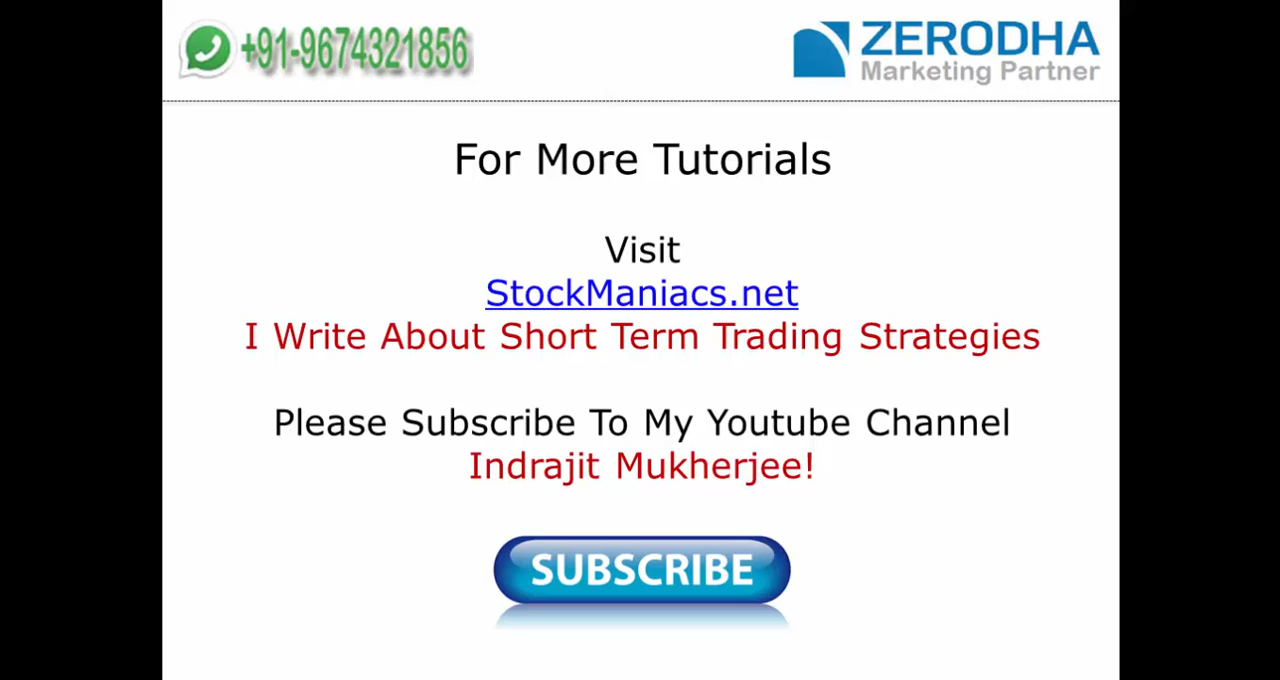 +91-9674321856
ZERODHA
Marketing Partner
For More Tutorials
Visit
StockManiacs.net
I Write About Short Term Trading Strategies
Please Subscribe To My Youtube Channel
Indrajit Mukherjee!
SUBSCRIBE